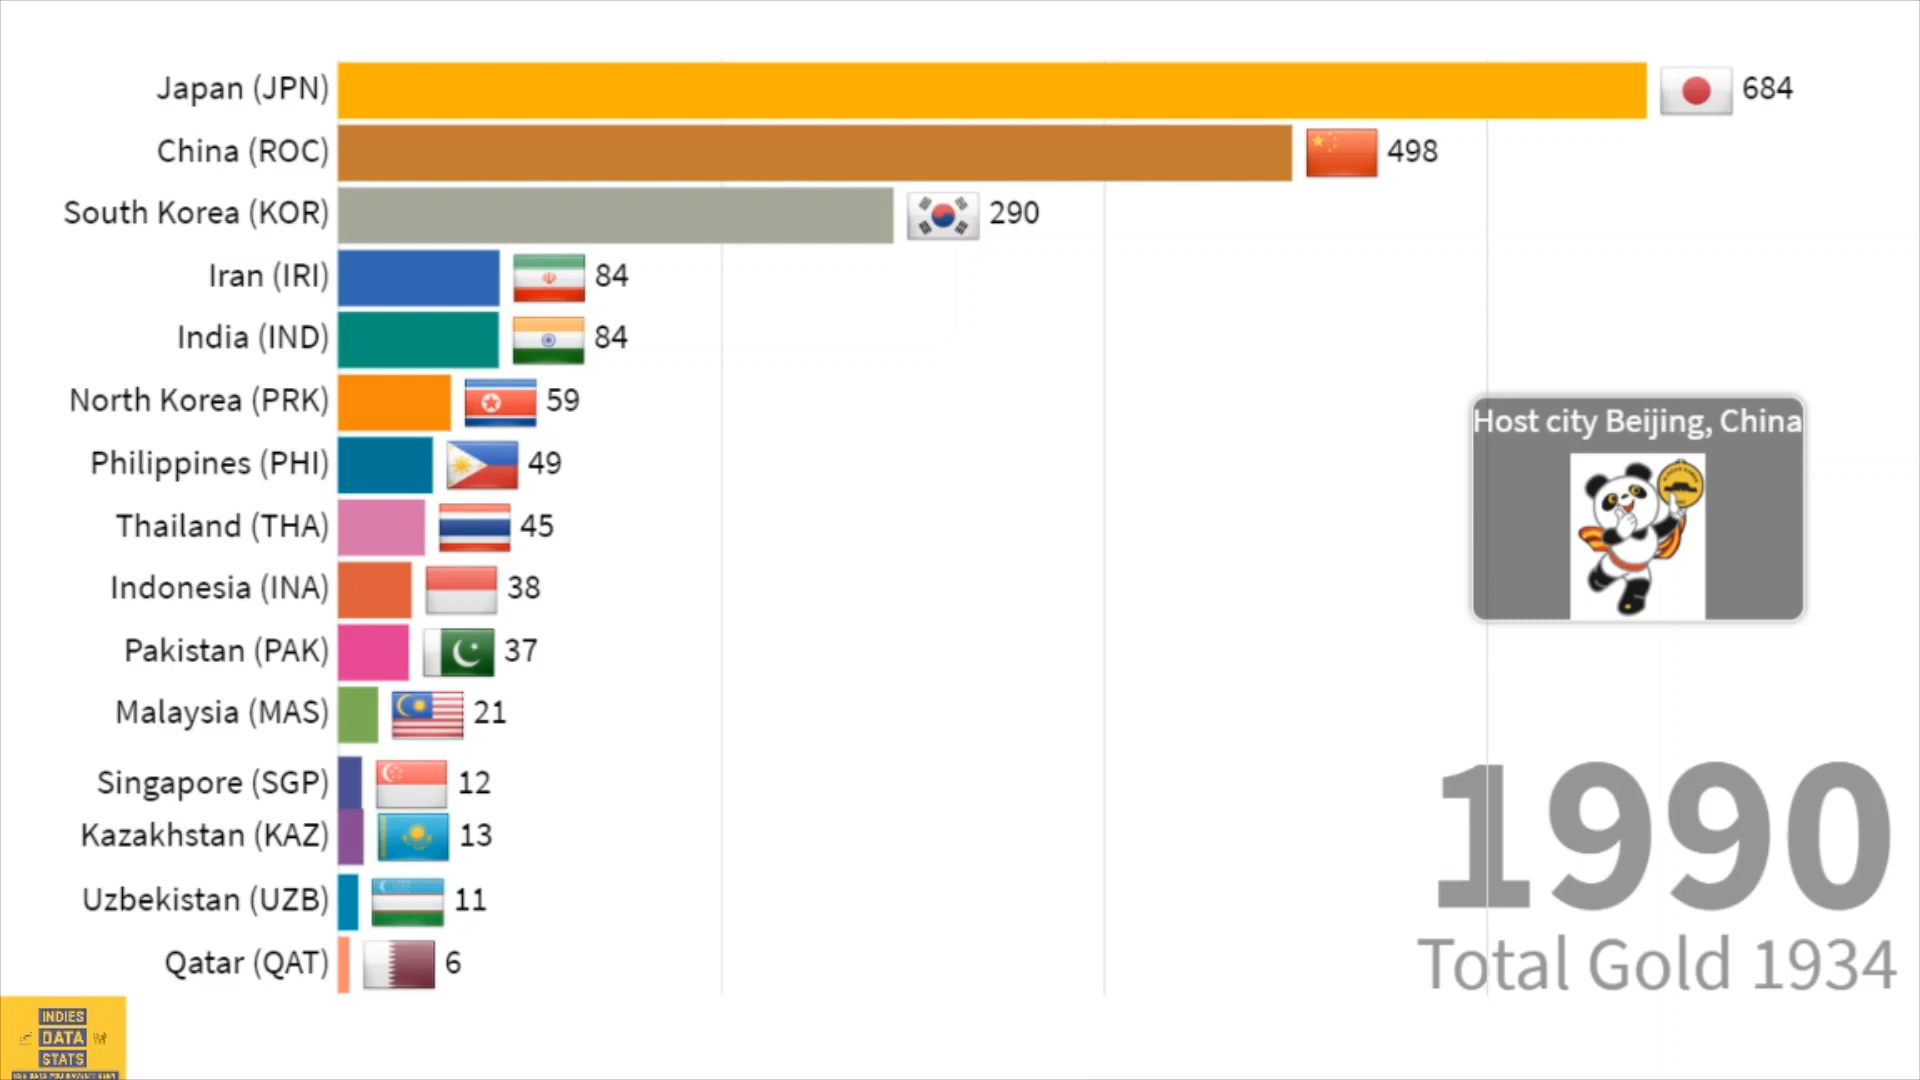 Japan (JPN) 684
China (ROC) 498
South Korea (KOR) 290
Iran (IRI) 84
India (IND) 84
North Korea (PRK) 59
Philippines (PHI) 49
Thailand (THA) 45
Indonesia (INA) 38
Pakistan (PAK) 37
Malaysia (MAS) 21
Singapore (SGP) 12
Kazakhstan (KAZ) 13
Uzbekistan (UZB) 11
Qatar (QAT) 6
Host city Beijing, China
1990
Total Gold 1934
INDIES
DATA
STATS